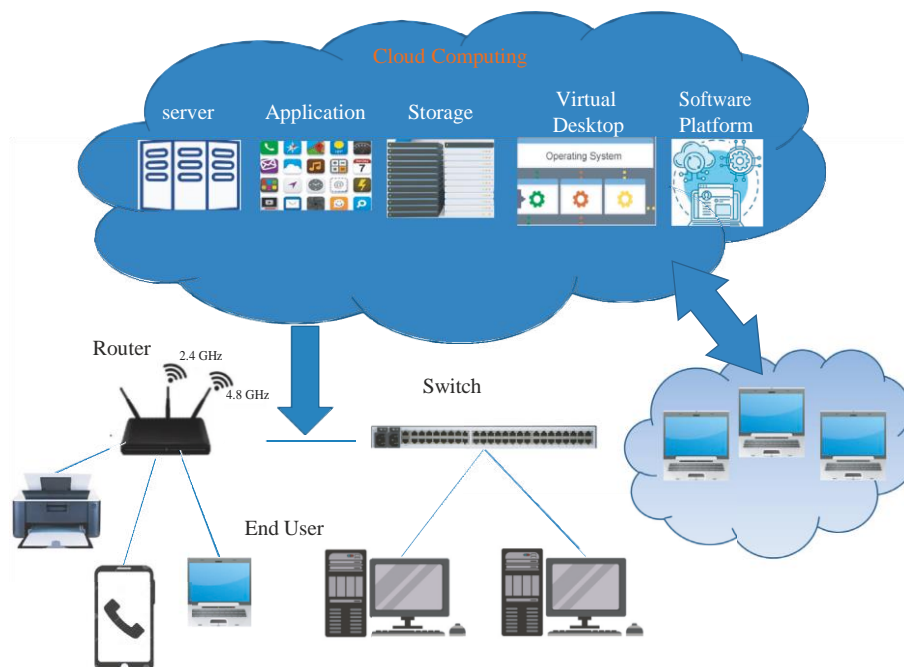 Cloud Computing
server
Application
Storage
Virtual
Desktop
Software
Platform
Operating System
7
Router
2.4 GHz
4.8 GHz
Switch
End User